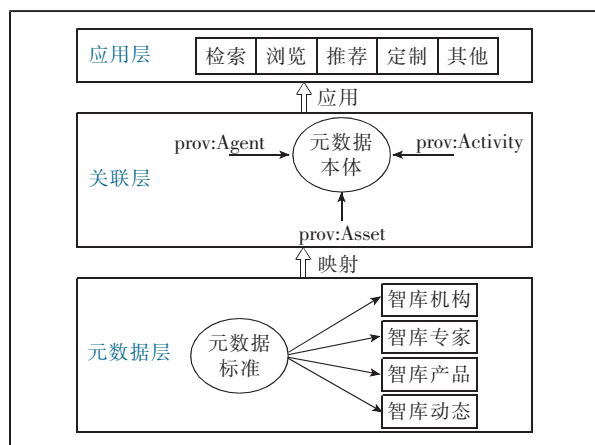 应用层 检索 浏览 推荐 定制 其他
应用
prov:Agent 元数据 prov:Activity
本体
关联层
prov:Asset
映射
智库机构
元数据 智库专家
元数据层 标准
智库产品
智库动态